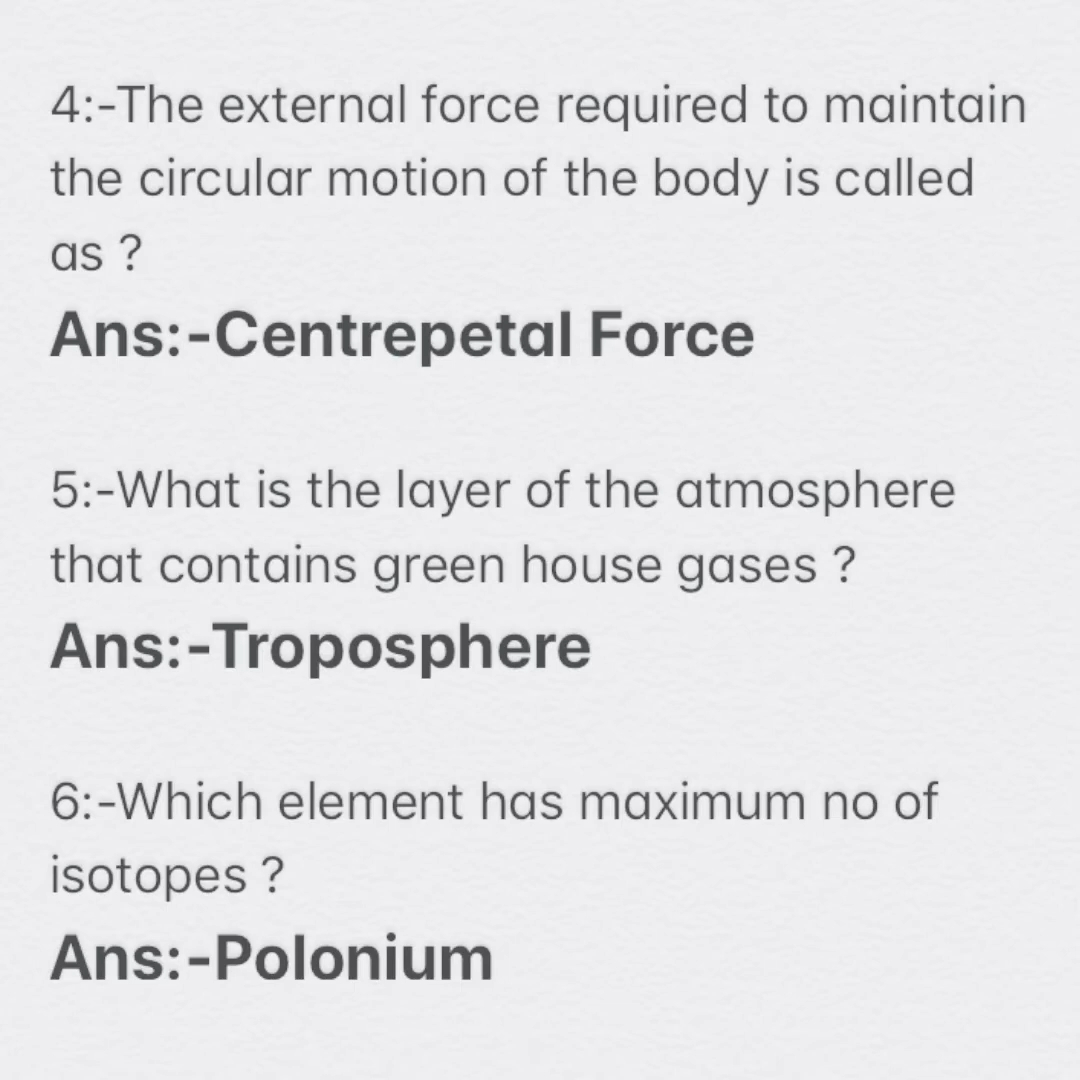 4:-The external force required to maintain
the circular motion of the body is called
as ?
Ans:-Centrepetal Force
5:-What is the layer of the atmosphere
that contains green house gases ?
Ans:-Troposphere
6:-Which element has maximum no of
isotopes ?
Ans:-Polonium